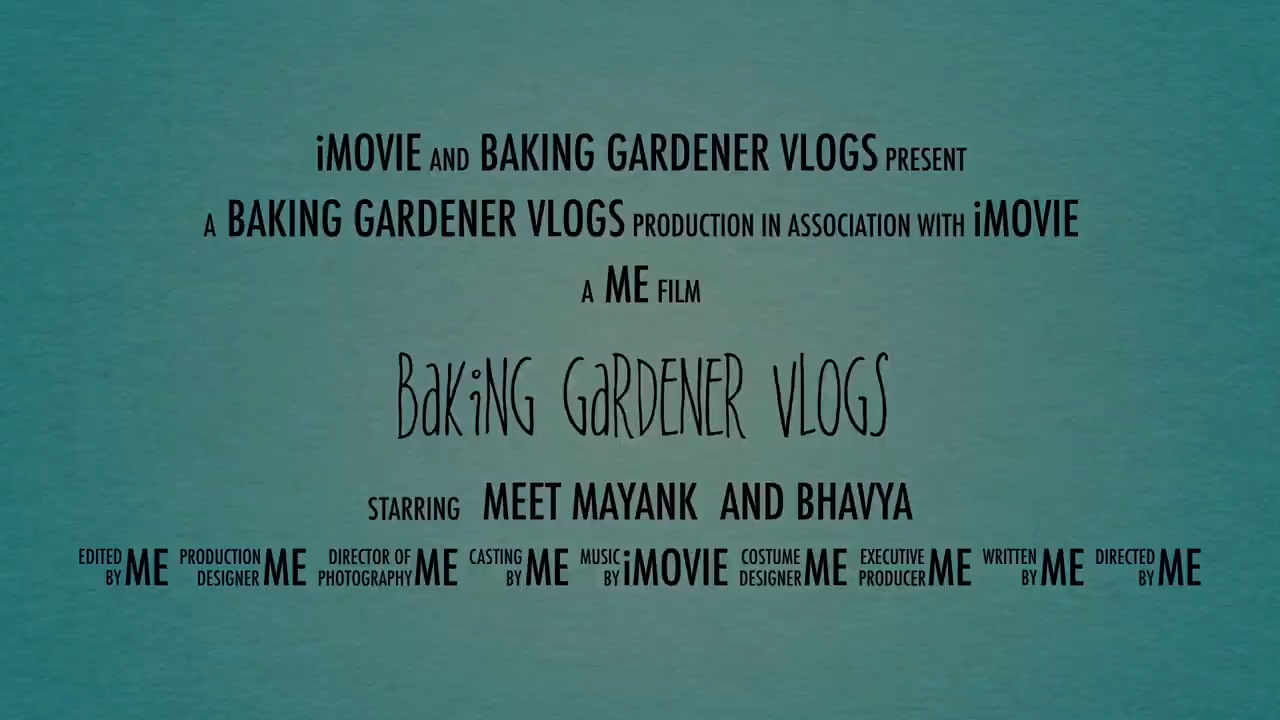 iMOVIE AND BAKING GARDENER VLOGS PRESENT
A BAKING GARDENER VLOGS PRODUCTION IN ASSOCIATION WITH iMOVIE
A ME FILM
BaKiNG GaRDENER VLOGS
STARRING MEET MAYANK AND BHAVYA
EDITED BY ME PRODUCTION DESIGNER ME DIRECTOR OF PHOTOGRAPHY ME CASTING BY ME MUSIC BY iMOVIE COSTUME DESIGNER ME EXECUTIVE PRODUCER ME WRITTEN BY ME DIRECTED BY ME